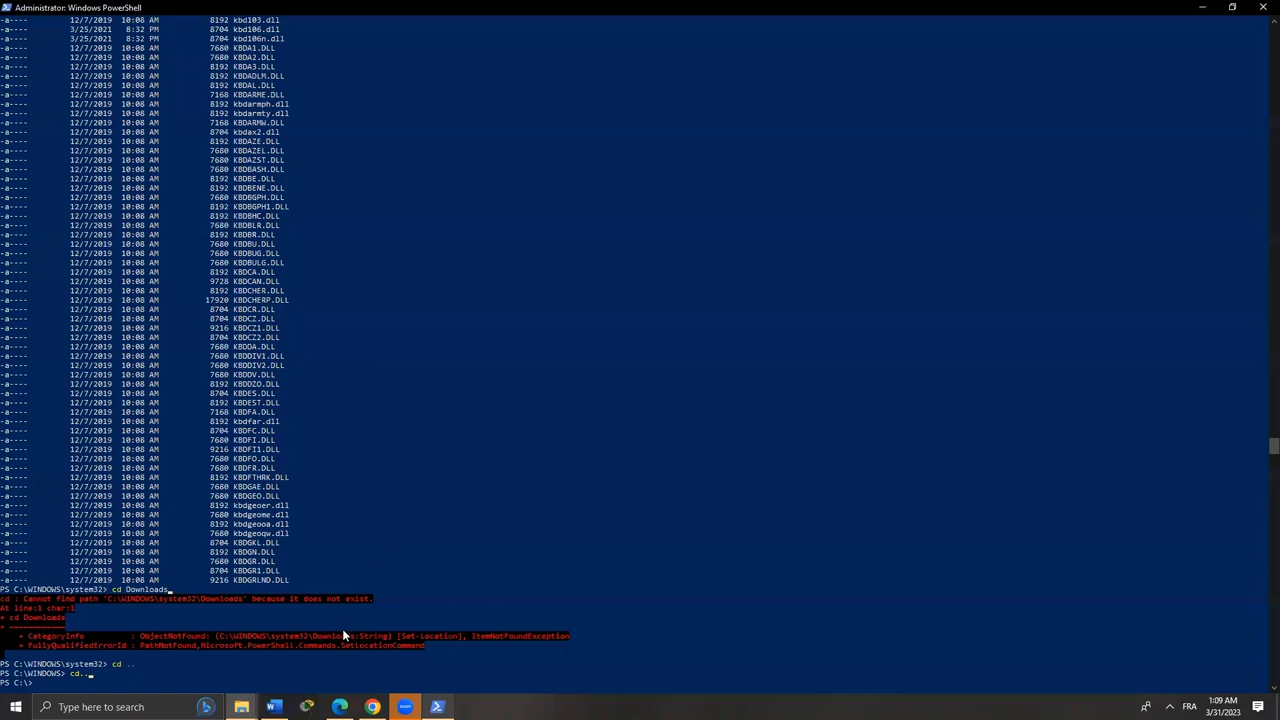 Administrator: Windows PowerShell
-a---- 12/7/2019 10:08 AM 8192 kbd103.dll
-a---- 3/25/2021 8:32 PM 8704 kbd106.dll
-a---- 3/25/2021 8:32 PM 8704 kbd106n.dll
-a---- 12/7/2019 10:08 AM 7680 KBDA1.DLL
-a---- 12/7/2019 10:08 AM 7680 KBDA2.DLL
-a---- 12/7/2019 10:08 AM 8192 KBDA3.DLL
-a---- 12/7/2019 10:08 AM 8192 KBDADLM.DLL
-a---- 12/7/2019 10:08 AM 8192 KBDAL.DLL
-a---- 12/7/2019 10:08 AM 7168 KBDARME.DLL
-a---- 12/7/2019 10:08 AM 8192 kbdarmph.dll
-a---- 12/7/2019 10:08 AM 8192 kbdarmty.dll
-a---- 12/7/2019 10:08 AM 7168 KBDARMW.DLL
-a---- 12/7/2019 10:08 AM 8704 kbdax2.dll
-a---- 12/7/2019 10:08 AM 8192 KBDAZE.DLL
-a---- 12/7/2019 10:08 AM 7680 KBDAZEL.DLL
-a---- 12/7/2019 10:08 AM 7680 KBDAZST.DLL
-a---- 12/7/2019 10:08 AM 7680 KBDBASH.DLL
-a---- 12/7/2019 10:08 AM 8192 KBDBE.DLL
-a---- 12/7/2019 10:08 AM 8192 KBDBENE.DLL
-a---- 12/7/2019 10:08 AM 7680 KBDBGPH.DLL
-a---- 12/7/2019 10:08 AM 8192 KBDBGPH1.DLL
-a---- 12/7/2019 10:08 AM 8192 KBDBHC.DLL
-a---- 12/7/2019 10:08 AM 7680 KBDBLR.DLL
-a---- 12/7/2019 10:08 AM 8192 KBDBR.DLL
-a---- 12/7/2019 10:08 AM 7680 KBDBU.DLL
-a---- 12/7/2019 10:08 AM 7680 KBDBUG.DLL
-a---- 12/7/2019 10:08 AM 7680 KBDBULG.DLL
-a---- 12/7/2019 10:08 AM 8192 KBDCA.DLL
-a---- 12/7/2019 10:08 AM 9728 KBDCAN.DLL
-a---- 12/7/2019 10:08 AM 8192 KBDCHER.DLL
-a---- 12/7/2019 10:08 AM 17920 KBDCHERP.DLL
-a---- 12/7/2019 10:08 AM 8704 KBDCR.DLL
-a---- 12/7/2019 10:08 AM 8704 KBDCZ.DLL
-a---- 12/7/2019 10:08 AM 9216 KBDCZ1.DLL
-a---- 12/7/2019 10:08 AM 8704 KBDCZ2.DLL
-a---- 12/7/2019 10:08 AM 7680 KBDDA.DLL
-a---- 12/7/2019 10:08 AM 7680 KBDDIV1.DLL
-a---- 12/7/2019 10:08 AM 7680 KBDDIV2.DLL
-a---- 12/7/2019 10:08 AM 7680 KBDDV.DLL
-a---- 12/7/2019 10:08 AM 8192 KBDDZO.DLL
-a---- 12/7/2019 10:08 AM 8704 KBDES.DLL
-a---- 12/7/2019 10:08 AM 8192 KBDEST.DLL
-a---- 12/7/2019 10:08 AM 7168 KBDFA.DLL
-a---- 12/7/2019 10:08 AM 8192 kbdfar.dll
-a---- 12/7/2019 10:08 AM 8704 KBDFC.DLL
-a---- 12/7/2019 10:08 AM 7680 KBDFI.DLL
-a---- 12/7/2019 10:08 AM 9216 KBDFI1.DLL
-a---- 12/7/2019 10:08 AM 7680 KBDFO.DLL
-a---- 12/7/2019 10:08 AM 7680 KBDFR.DLL
-a---- 12/7/2019 10:08 AM 8192 KBDFTHRK.DLL
-a---- 12/7/2019 10:08 AM 7680 KBDGAE.DLL
-a---- 12/7/2019 10:08 AM 7680 KBDGEO.DLL
-a---- 12/7/2019 10:08 AM 8192 kbdgeoer.dll
-a---- 12/7/2019 10:08 AM 7680 kbdgeome.dll
-a---- 12/7/2019 10:08 AM 8192 kbdgeooa.dll
-a---- 12/7/2019 10:08 AM 7680 kbdgeoqw.dll
-a---- 12/7/2019 10:08 AM 8704 KBDGKL.DLL
-a---- 12/7/2019 10:08 AM 8192 KBDGN.DLL
-a---- 12/7/2019 10:08 AM 8704 KBDGR.DLL
-a---- 12/7/2019 10:08 AM 7680 KBDGR1.DLL
-a---- 12/7/2019 10:08 AM 9216 KBDGRLND.DLL
PS C:\WINDOWS\system32> cd Downloads
cd : Cannot find path 'C:\WINDOWS\system32\Downloads' because it does not exist.
At line:1 char:1
+ cd Downloads
+ ~~~~~~~~~~~~
+ CategoryInfo : ObjectNotFound: (C:\WINDOWS\system32\Downloads:String) [Set-Location], ItemNotFoundException
+ FullyQualifiedErrorId : PathNotFound,Microsoft.PowerShell.Commands.SetLocationCommand
PS C:\WINDOWS\system32> cd ..
PS C:\WINDOWS> cd..
PS C:\>
Type here to search
W
zoom
FRA
1:09 AM
3/31/2023